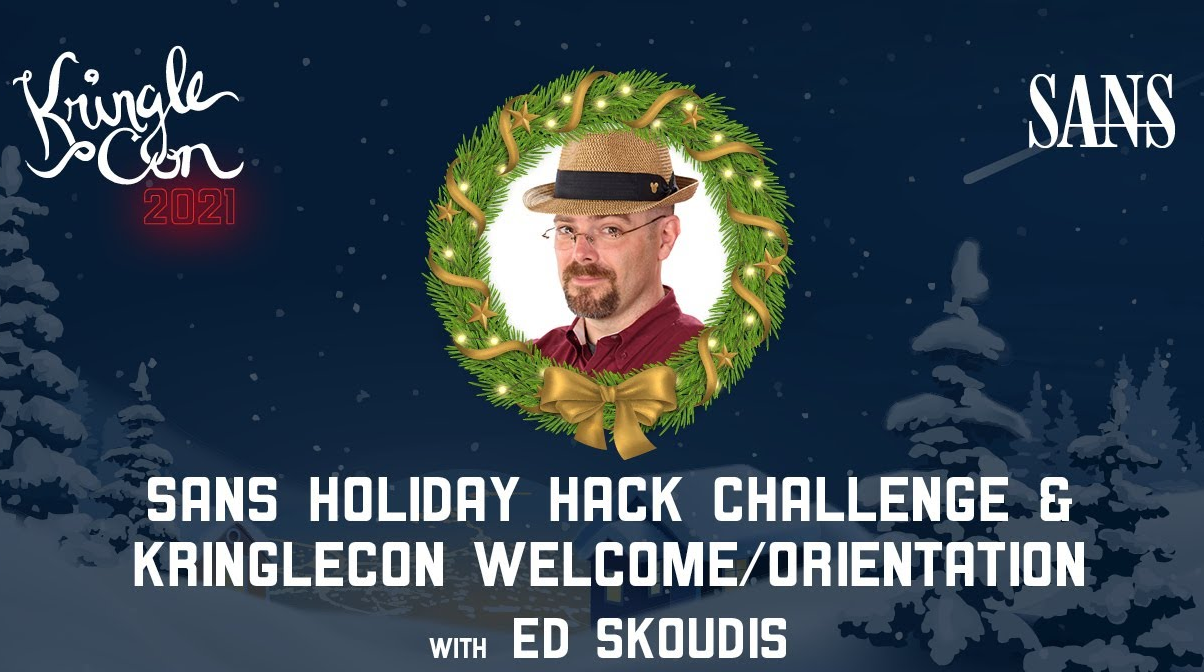 Kringle
Con
2021
SANS
SANS HOLIDAY HACK CHALLENGE &
KRINGLECON WELCOME/ORIENTATION
WITH ED SKOUDIS